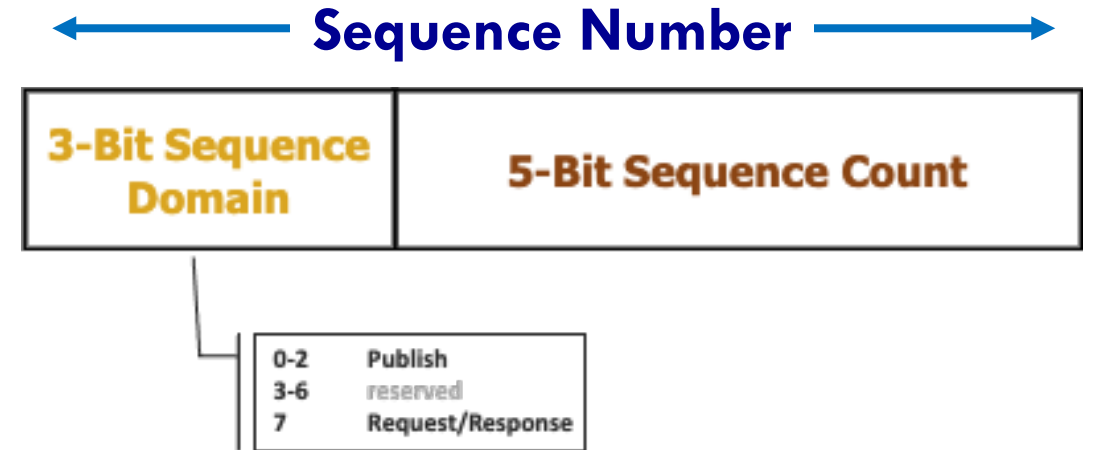 Sequence Number
3-Bit Sequence
Domain
5-Bit Sequence Count
0-2 Publish
3-6 reserved
7 Request/Response